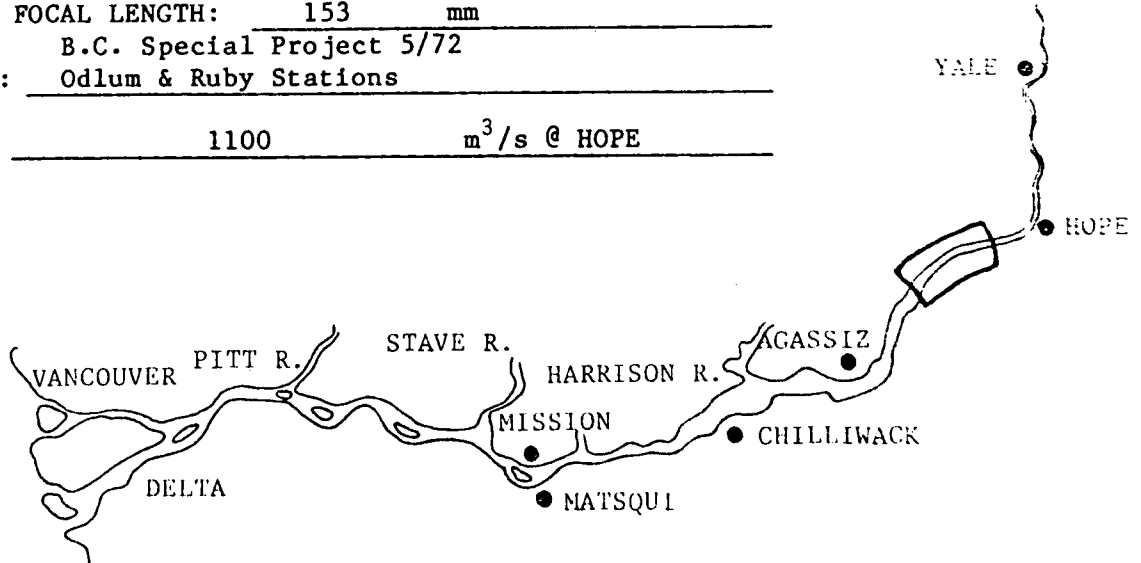 FOCAL LENGTH: 153 mm
B.C. Special Project 5/72
: Odlum & Ruby Stations
1100 m³/s @ HOPE
YALE
HOPE
STAVE R.
AGASSIZ
PITT R.
HARRISON R.
VANCOUVER
MISSION
CHILLIWACK
DELTA
MATSQUI